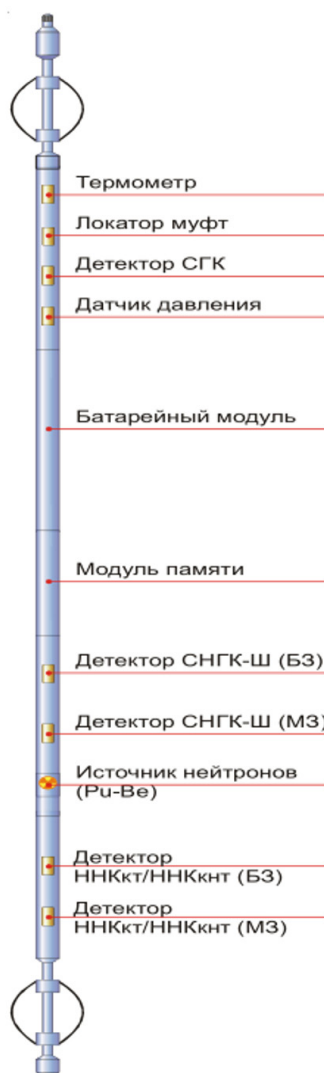 Термометр
Локатор муфт
Детектор СГК
Датчик давления
Батарейный модуль
Модуль памяти
Детектор СНГК-Ш (БЗ)
Детектор СНГК-Ш (МЗ)
Источник нейтронов
(Pu-Be)
Детектор
ННКкт/ННКкнт (БЗ)
Детектор
ННКкт/ННКкнт (МЗ)